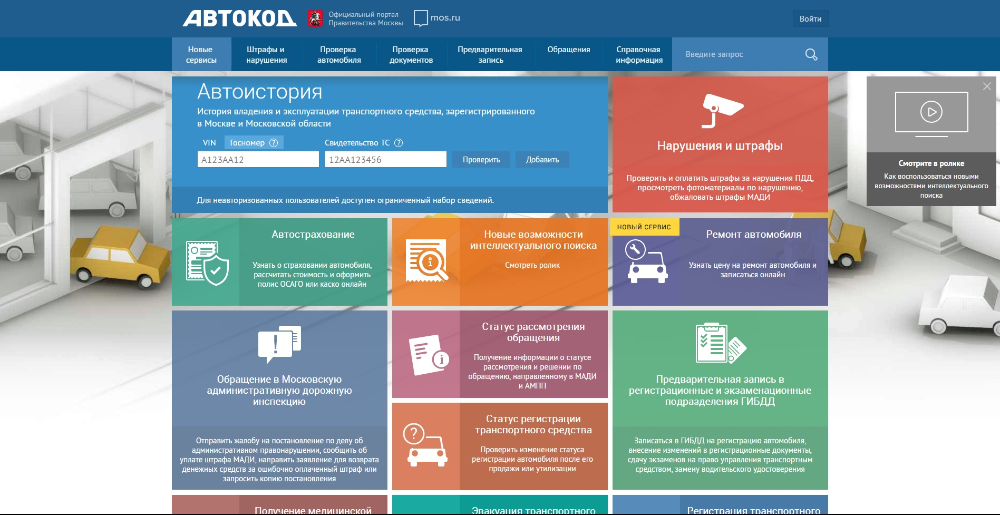 АВТОКОД
Официальный портал
Правительства Москвы
mos.ru
Войти
Новые
сервисы
Штрафы и
нарушения
Проверка
автомобиля
Проверка
документов
Предварительная
запись
Обращения
Справочная
информация
Введите запрос
Автоистория
История владения и эксплуатации транспортного средства, зарегистрированного
в Москве и Московской области
VIN Госномер ? Свидетельство ТС ?
А123АА12 12АА123456 Проверить Добавить
Для неавторизованных пользователей доступен ограниченный набор сведений.
Нарушения и штрафы
Проверить и оплатить штрафы за нарушения ПДД,
просмотреть фотоматериалы по нарушению,
обжаловать штрафы МАДИ
Смотрите в ролике
Как воспользоваться новыми
возможностями интеллектуального
поиска
Автострахование
Узнать о страховании автомобиля,
рассчитать стоимость и оформить
полис ОСАГО или каско онлайн
Новые возможности
интеллектуального поиска
Смотреть ролик
НОВЫЙ СЕРВИС
Ремонт автомобиля
Узнать цену на ремонт автомобиля и
записаться онлайн
Обращение в Московскую
административную дорожную
инспекцию
Отправить жалобу на постановление по делу об
административном правонарушении, сообщить об
уплате штрафа МАДИ, направить заявление для возврата
денежных средств за ошибочно оплаченный штраф или
запросить копию постановления
Статус рассмотрения
обращения
Получение информации о статусе
рассмотрения и решении по
обращению, направленному в МАДИ
и АМПП
Статус регистрации
транспортного средства
Проверить изменение статуса
регистрации автомобиля после его
продажи или утилизации
Предварительная запись в
регистрационные и экзаменационные
подразделения ГИБДД
Записаться в ГИБДД на регистрацию автомобиля,
внесение изменений в регистрационные документы,
сдачу экзаменов на право управления транспортным
средством, замену водительского удостоверения
Получение медицинской
Эвакуация транспортного
Регистрация транспортного